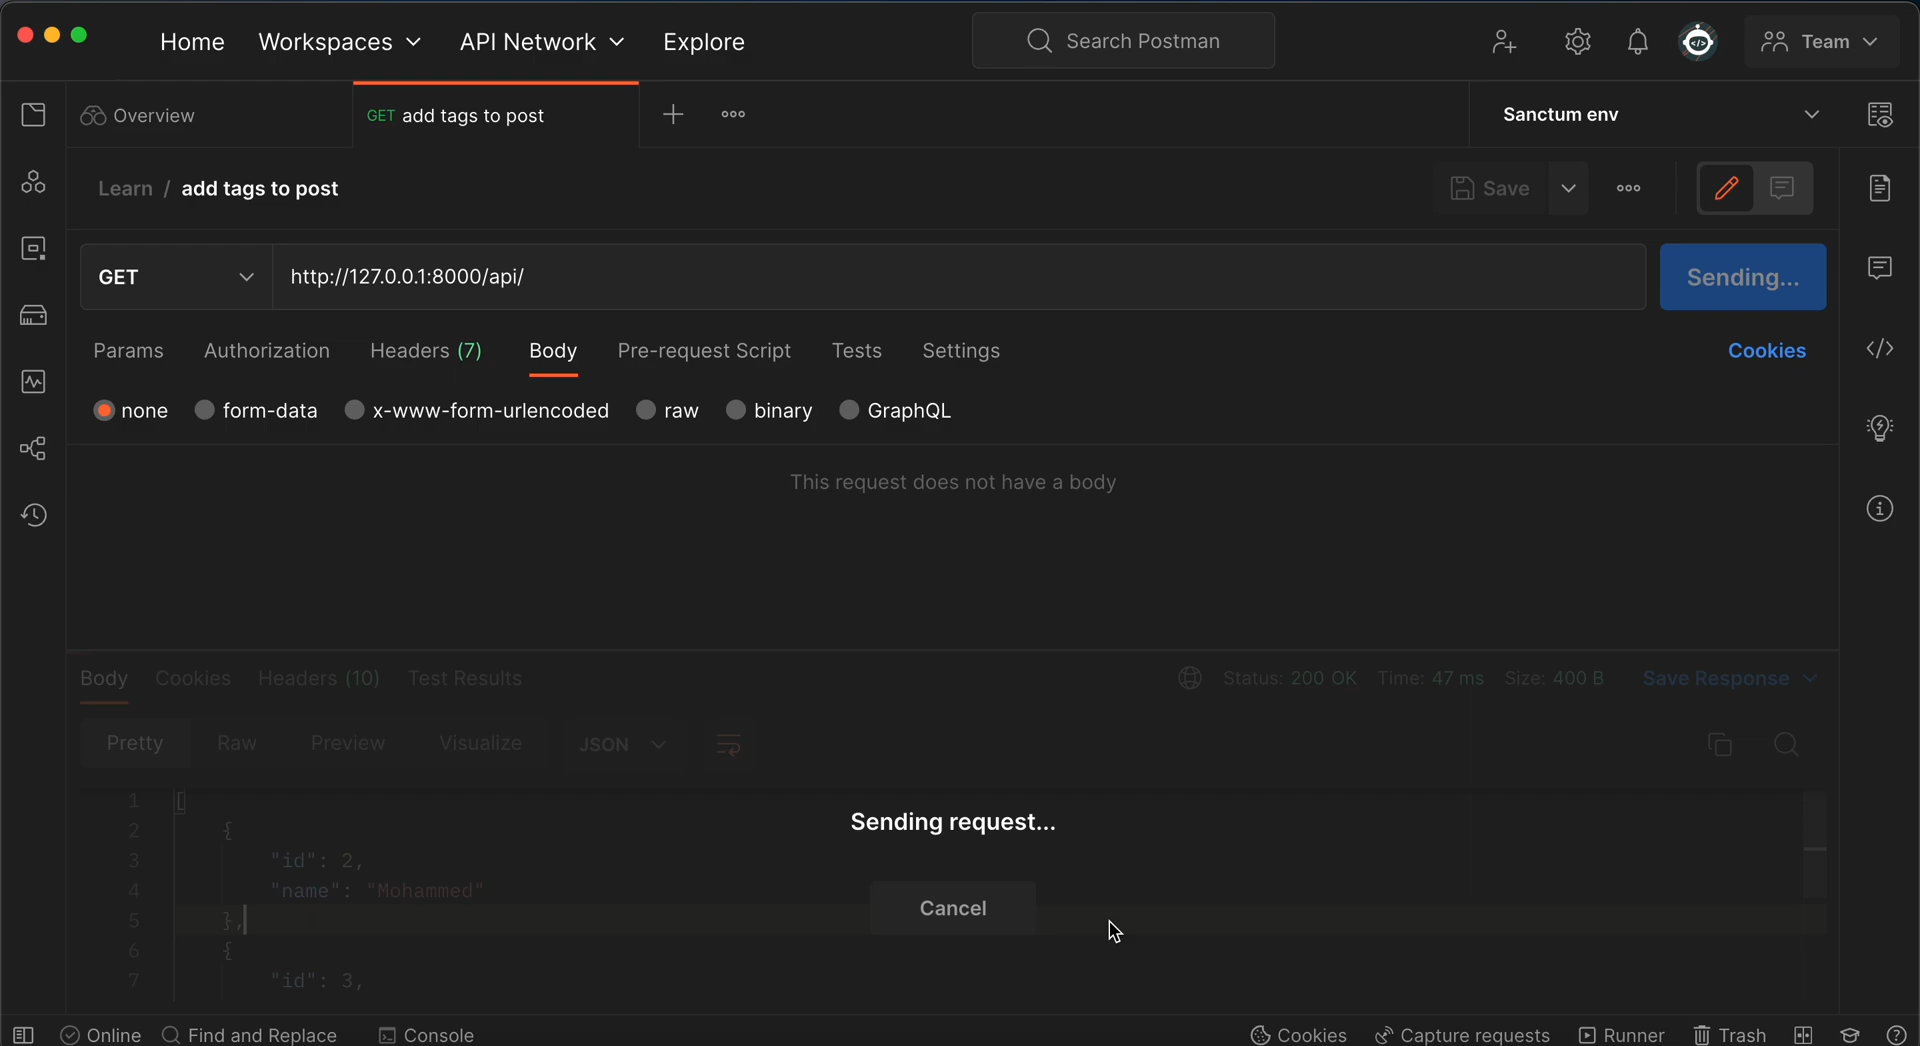 Home Workspaces API Network Explore Search Postman Team
Overview GET add tags to post Sanctum env
Learn / add tags to post Save
GET http://127.0.0.1:8000/api/ Sending...
Params Authorization Headers (7) Body Pre-request Script Tests Settings Cookies
none form-data x-www-form-urlencoded raw binary GraphQL
This request does not have a body
Body Cookies Headers (10) Test Results Status: 200 OK Time: 47 ms Size: 400 B Save Response
Pretty Raw Preview Visualize JSON
1 [
2 {
Sending request...
3 "id": 2,
4 "name": "Mohammed"
Cancel
5 },
6 {
7 "id": 3,
Online Find and Replace Console Cookies Capture requests Runner Trash